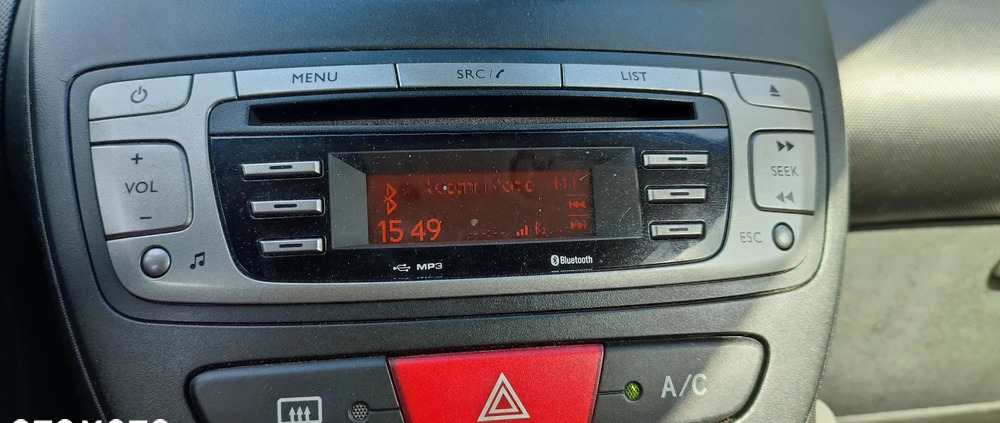 MENU SRC/ LIST
+
VOL
-
SEEK
ESC
15 49
MP3 Bluetooth
A/C